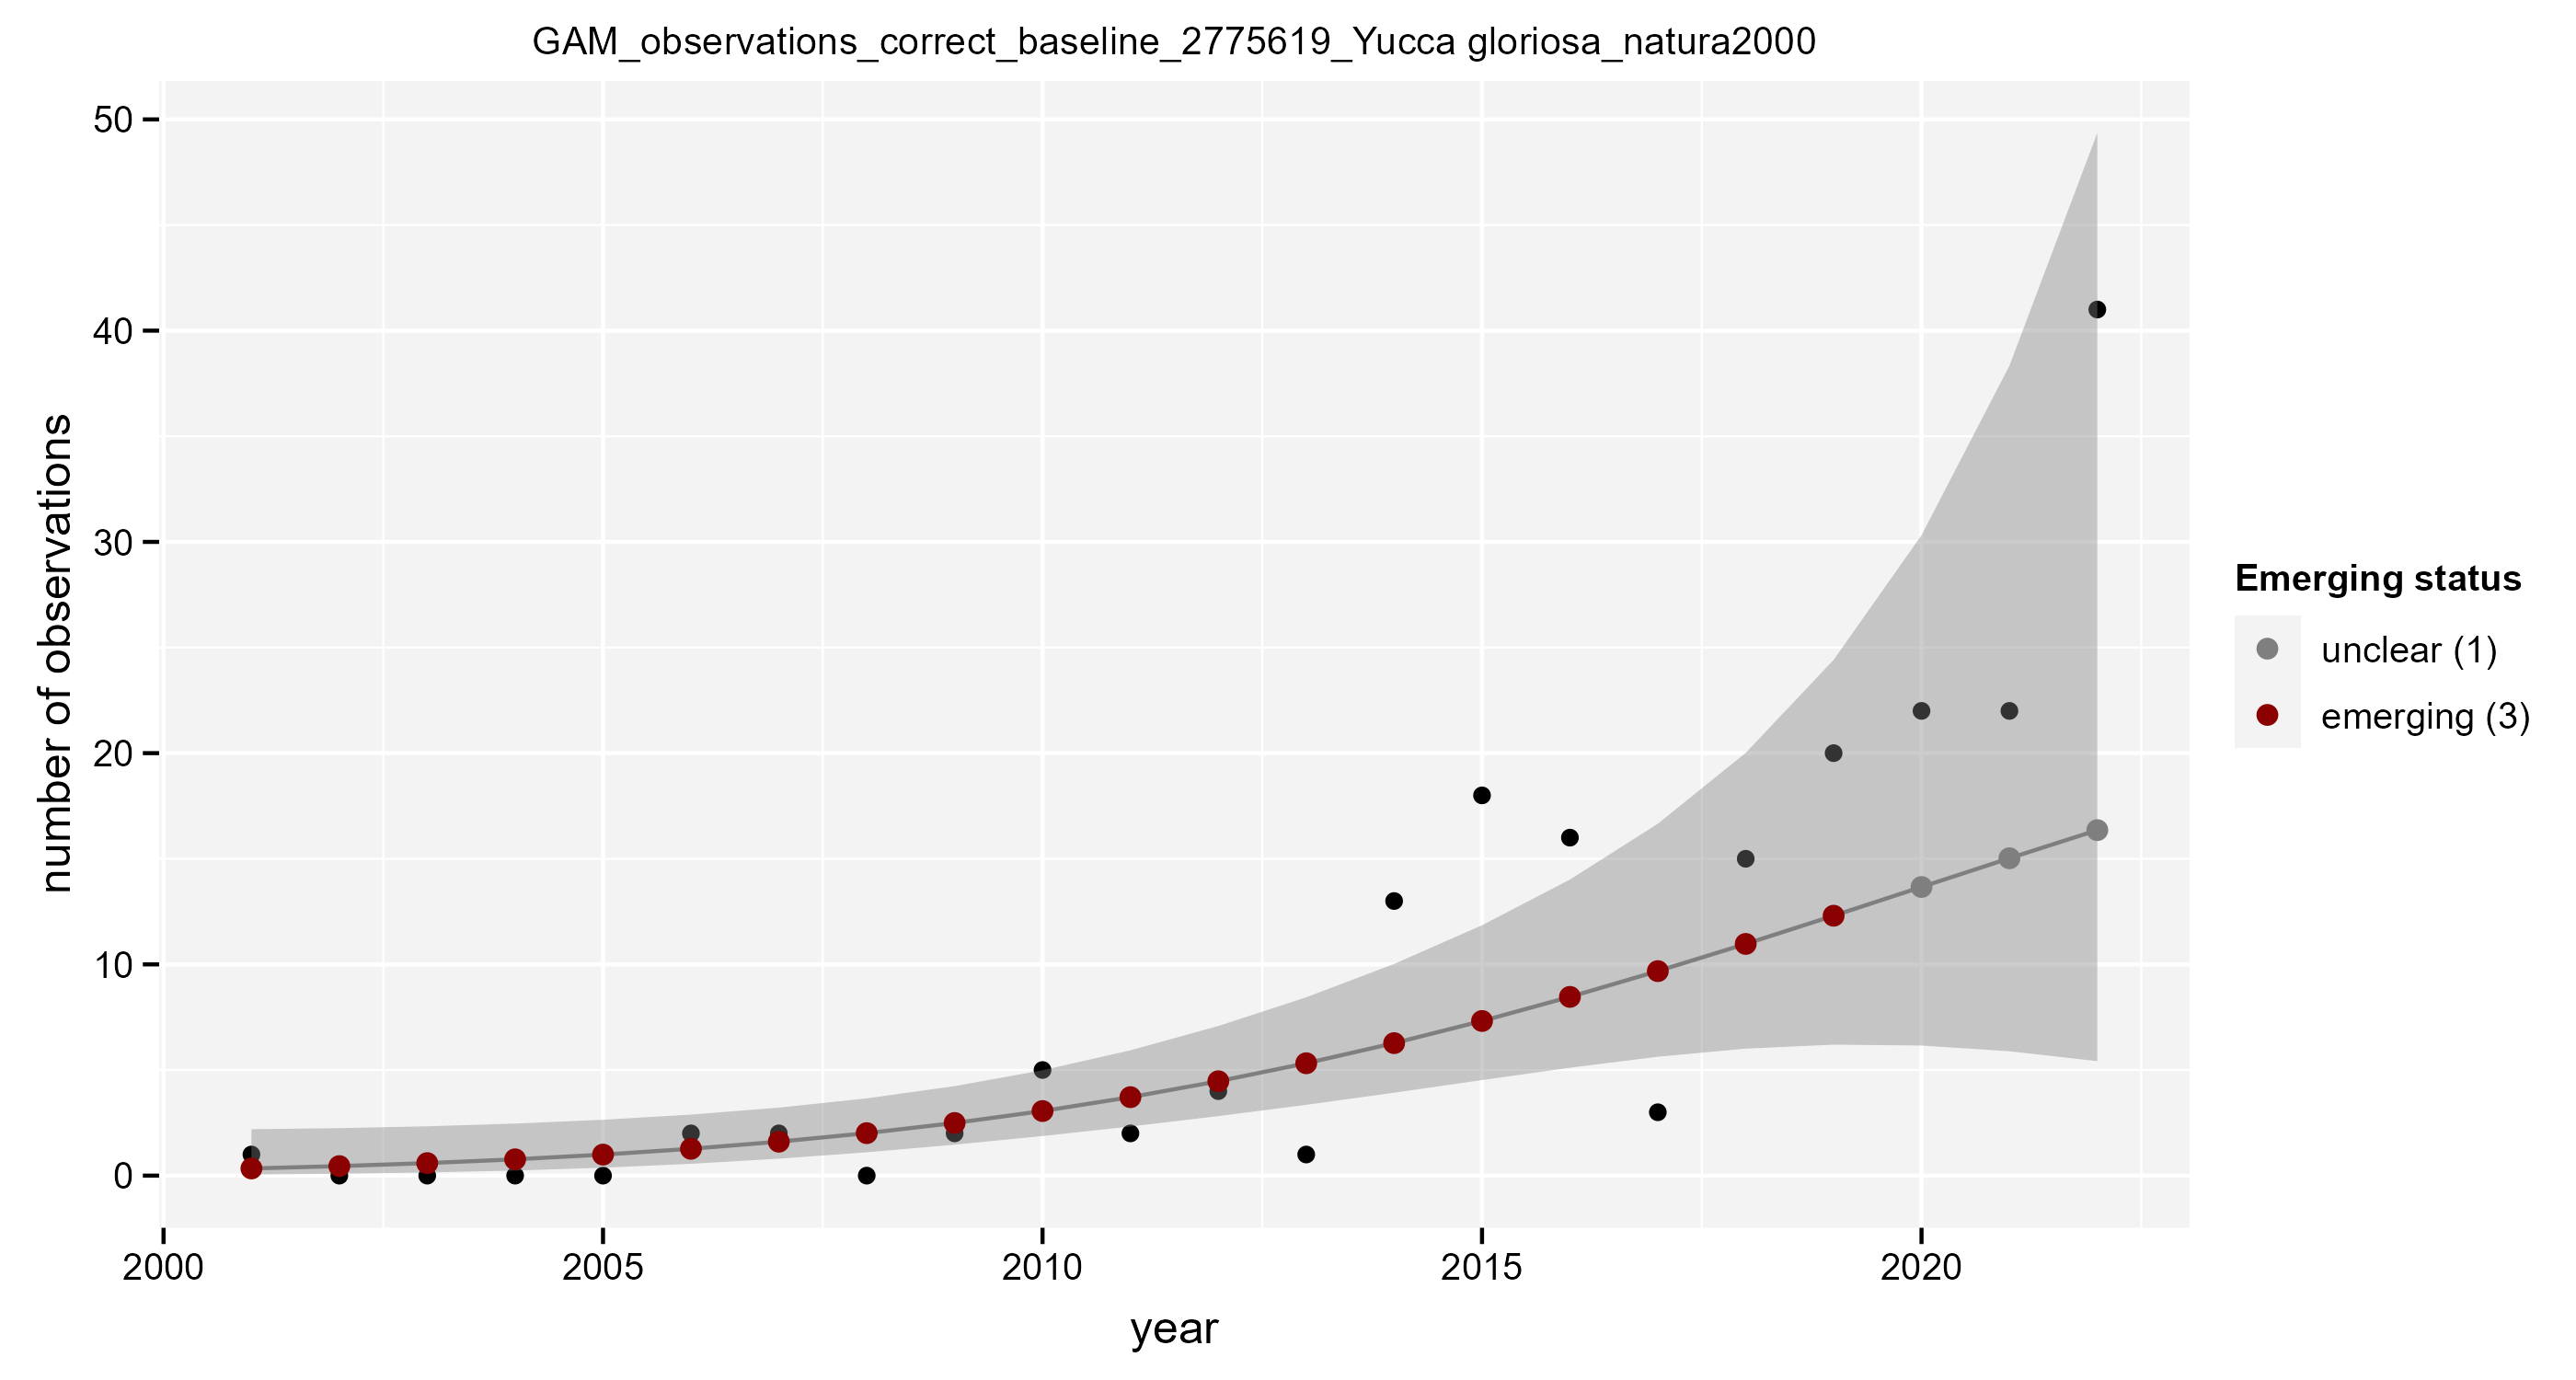 GAM_observations_correct_baseline_2775619_Yucca gloriosa_natura2000
50
40
30
20
10
0
number of observations
2000
2005
2010
2015
2020
year
Emerging status
unclear (1)
emerging (3)